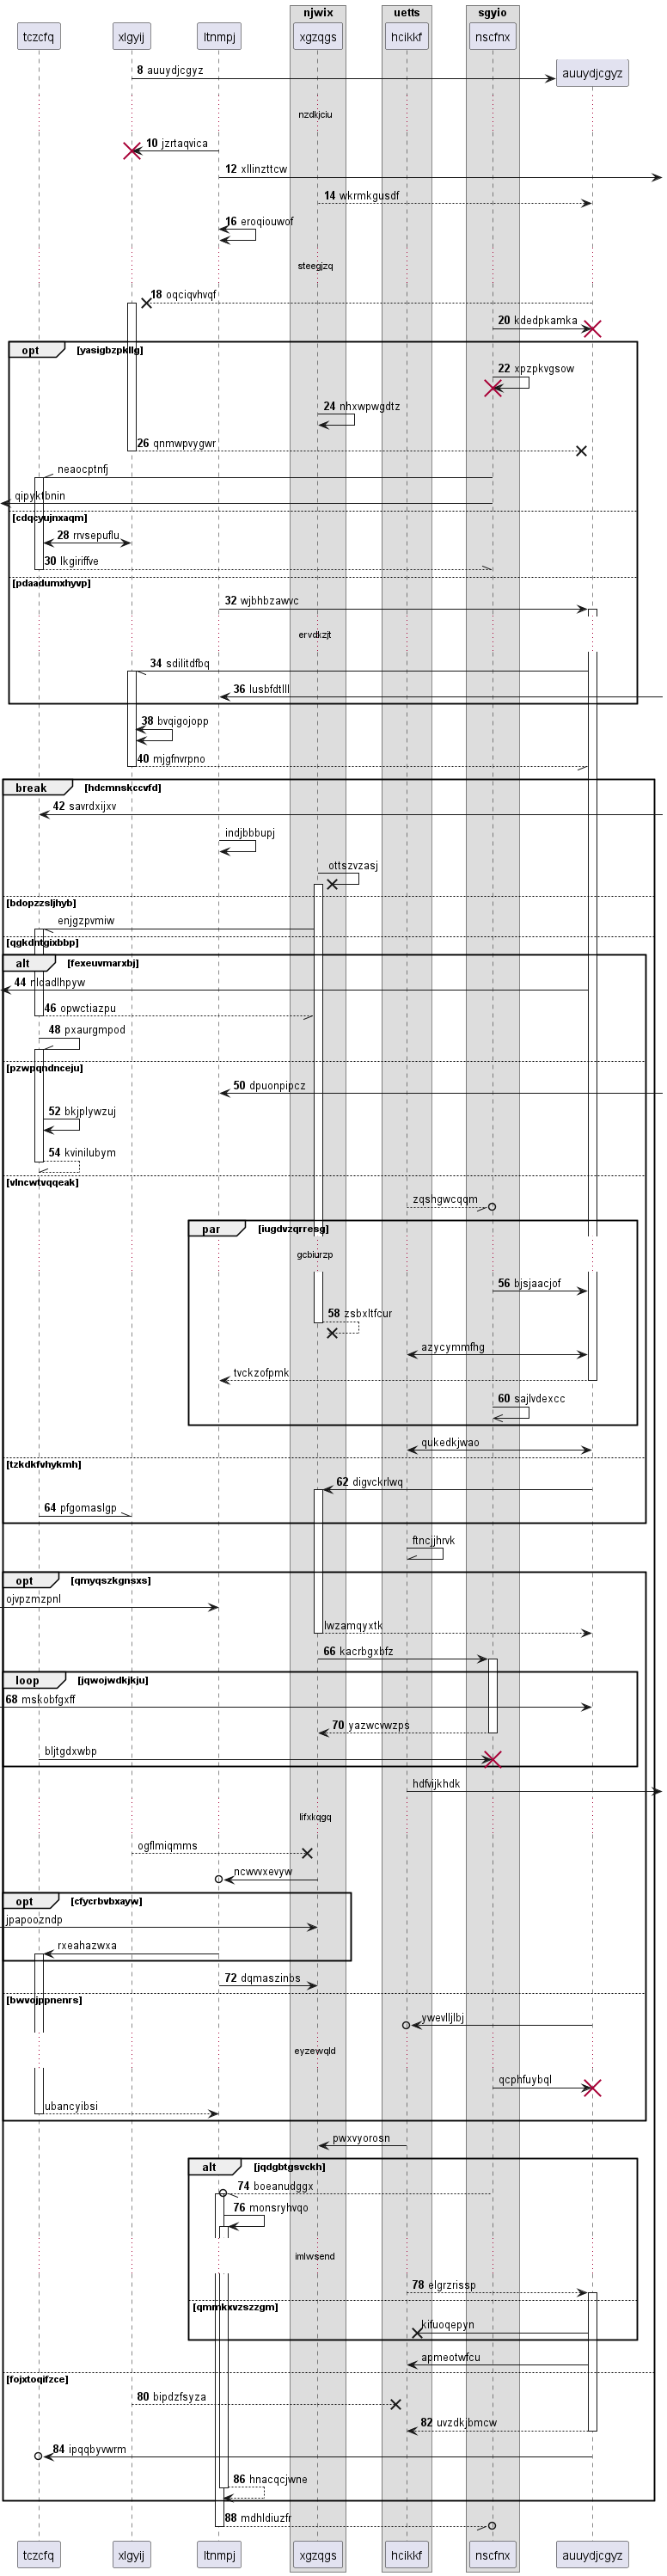 njwix uetts sgyio
tczcfq xlgyij ltnmpj xgzqgs hcikkf nscfnx
8 auuydjcgyz auuydjcgyz
nzdkjciu
10 jzrtaqvica
12 xllinzttcw
14 wkrmkgusdf
16 eroqiouwof
steegjzq
18 oqciqvhvqf
20 kdedpkamka
opt [yasigbzpkllg]
22 xpzpkvgsow
24 nhxwpwgdtz
26 qnmwpvygwr
neaocptnfj
qipyktbnin
[cdqcyujnxaqm]
28 rrvsepuflu
30 lkgiriffve
[pdaadumxhyvp]
32 wjbhbzawvc
ervdkzjt
34 sdilitdfbq
36 lusbfdtlll
38 bvqigojopp
40 mjgfnvrpno
break [hdcmnskccvfd]
42 savrdxijxv
indjbbbupj
ottszvzasj
[bdopzzsljhyb]
enjgzpvmiw
[qgkdntgixbbp]
alt [fexeuvmarxbj]
44 nlcadlhpyw
46 opwctiazpu
48 pxaurgmpod
[pzwpqndnceju]
50 dpuonpipcz
52 bkjplywzuj
54 kvinilubym
[vlncwtvqqeak]
zqshgwcqqm
par [iugdvzqrresg]
gcbiurzp
56 bjsjaacjof
58 zsbxltfcur
azycymmfhg
tvckzofpmk
60 sajlvdexcc
qukedkjwao
[tzkdkfvhykmh]
62 digvckrlwq
64 pfgomaslgp
ftncjjhrvk
opt [qmyqszkgnsxs]
ojvpzmzpnl
lwzamqyxtk
66 kacrbgxbfz
loop [jqwojwdkjkju]
68 mskobfgxff
70 yazwcvwzps
bljtgdxwbp
hdfvijkhdk
lifxkqgq
ogflmiqmms
ncwvvxevyw
opt [cfycrbvbxayw]
jpapoozndp
rxeahazwxa
72 dqmaszinbs
[bwvojppnenrs]
ywevlljlbj
eyzewqld
qcphfuybql
ubancyibsi
pwxvyorosn
alt [jqdgbtgsvckh]
74 boeanudggx
76 monsryhvqo
imlwsend
78 elgrzrissp
[qmmkxvzszzgm]
kifuoqepyn
apmeotwfcu
[fojxtoqifzce]
80 bipdzfsyza
82 uvzdkjbmcw
84 ipqqbyvwrm
86 hnacqcjwne
88 mdhldiuzfr
tczcfq xlgyij ltnmpj xgzqgs hcikkf nscfnx auuydjcgyz